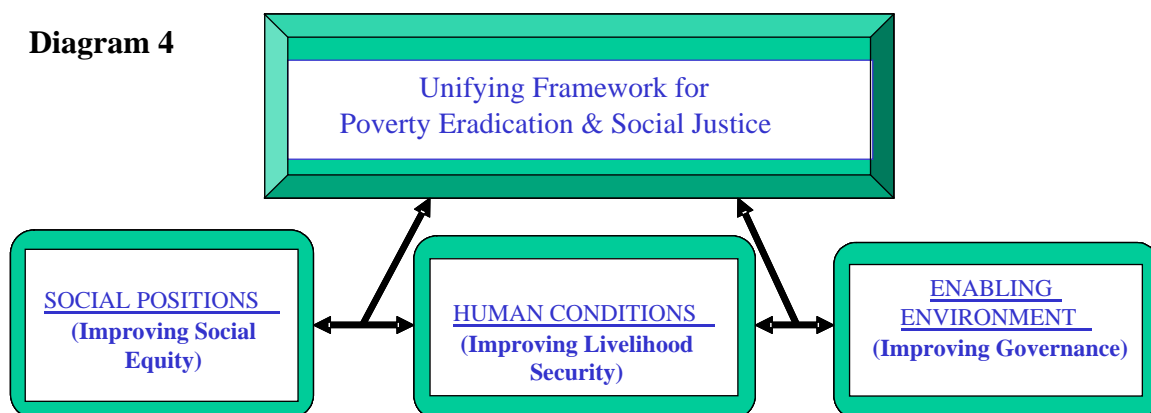 Diagram 4
Unifying Framework for
Poverty Eradication & Social Justice
SOCIAL POSITIONS
(Improving Social
Equity)
HUMAN CONDITIONS
(Improving Livelihood
Security)
ENABLING
ENVIRONMENT
(Improving Governance)